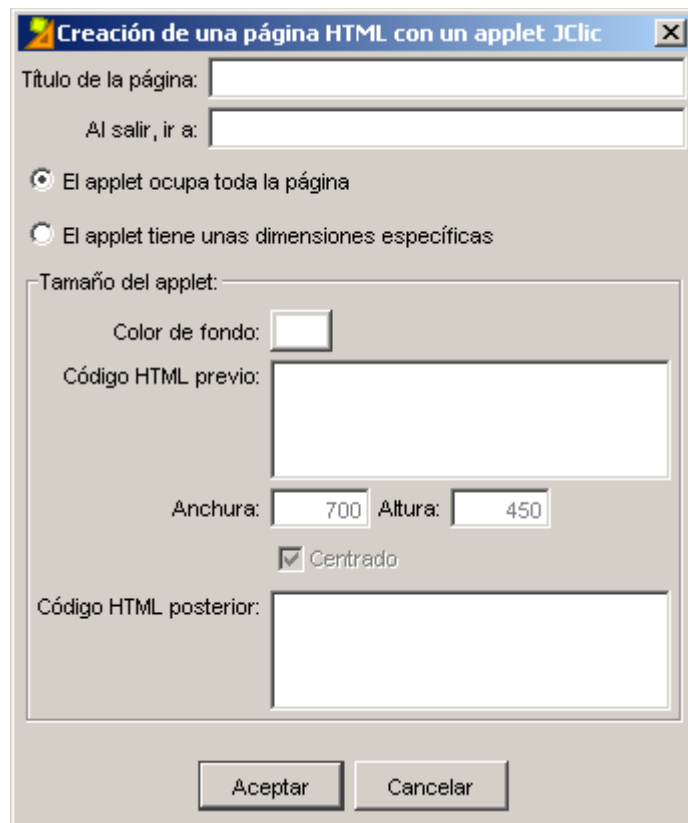 Creación de una página HTML con un applet JClic
Título de la página:
Al salir, ir a:
El applet ocupa toda la página
El applet tiene unas dimensiones específicas
Tamaño del applet:
Color de fondo:
Código HTML previo:
Anchura: 700 Altura: 450
Centrado
Código HTML posterior:
Aceptar Cancelar